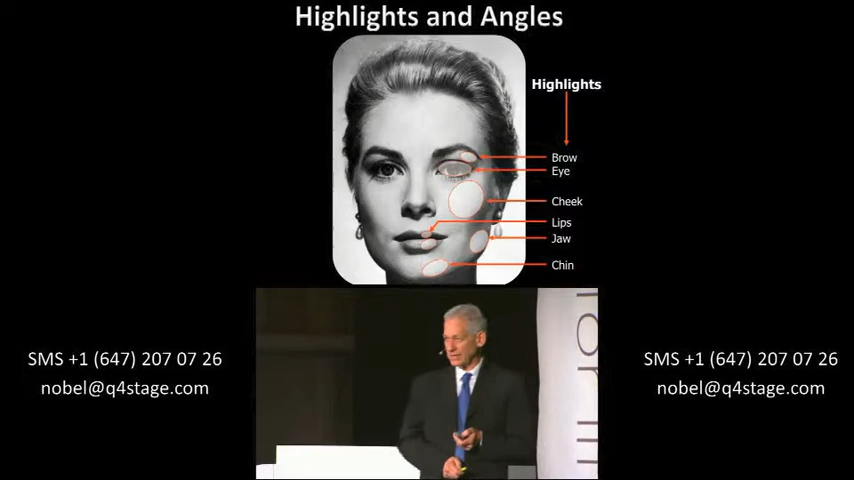 Highlights and Angles
Highlights
Brow
Eye
Cheek
Lips
Jaw
Chin
SMS +1 (647) 207 07 26
nobel@q4stage.com
SMS +1 (647) 207 07 26
nobel@q4stage.com